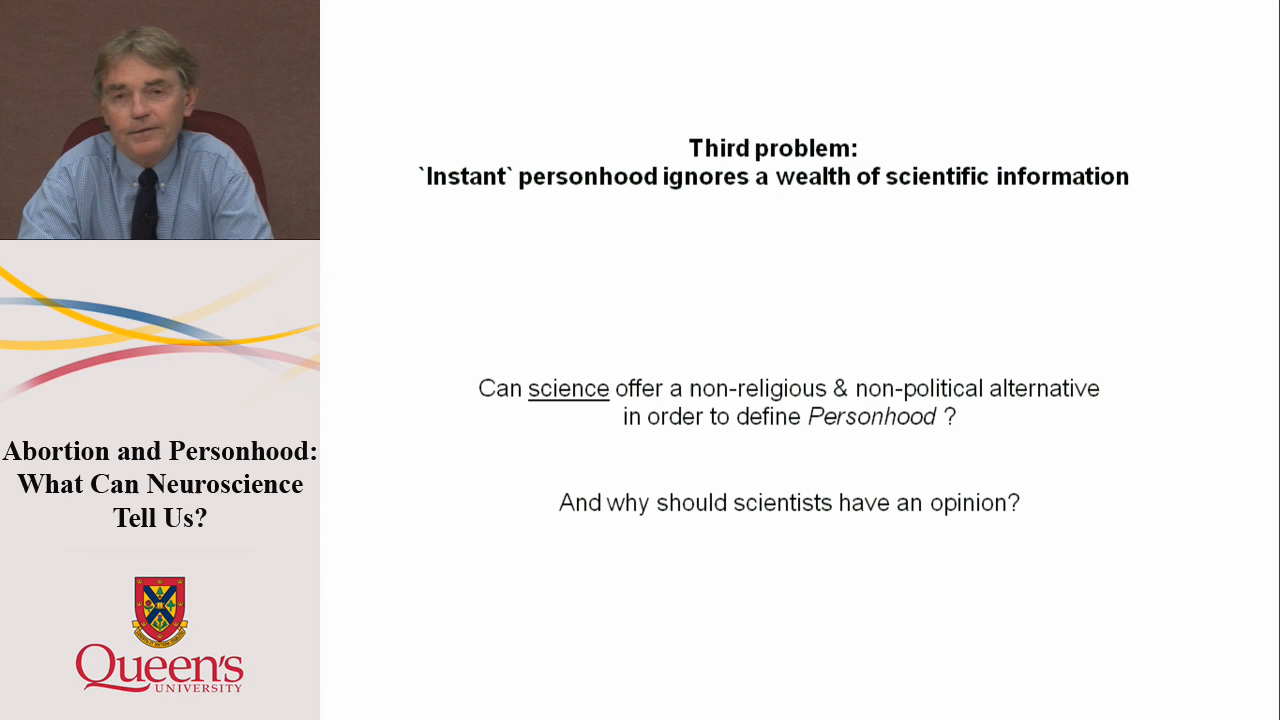 Third problem:
`Instant` personhood ignores a wealth of scientific information
Can science offer a non-religious & non-political alternative
in order to define Personhood ?
And why should scientists have an opinion?
Abortion and Personhood:
What Can Neuroscience
Tell Us?
Queen's
UNIVERSITY